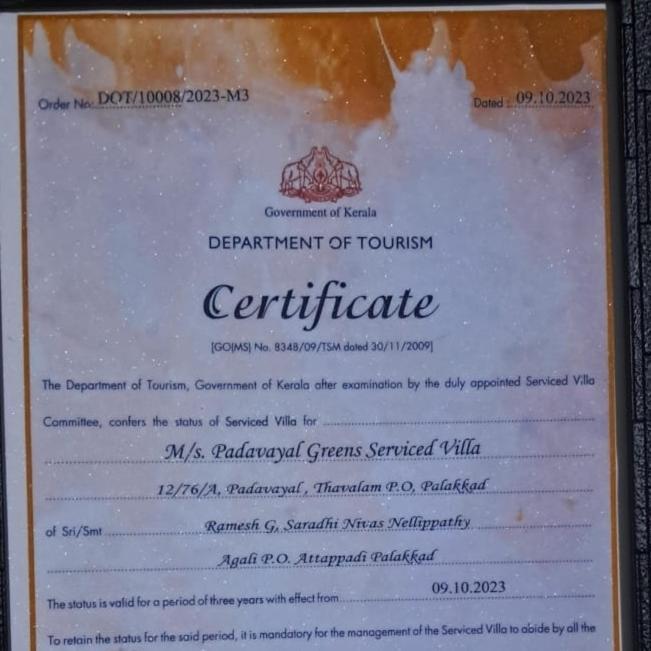 Order No: DOT/10008/2023-M3
Dated : 09.10.2023
Government of Kerala
DEPARTMENT OF TOURISM
Certificate
[GO(MS) No. 8348/09/TSM dated 30/11/2009]
The Department of Tourism, Government of Kerala after examination by the duly appointed Serviced Villa
Committee, confers the status of Serviced Villa for
M/s. Padavayal Greens Serviced Villa
12/76/A, Padavayal , Thavalam P.O, Palakkad
of Sri/Smt Ramesh G, Saradhi Nivas Nellippathy
Agali P.O. Attappadi Palakkad
The status is valid for a period of three years with effect from 09.10.2023
To retain the status for the said period, it is mandatory for the management of the Serviced Villa to abide by all the